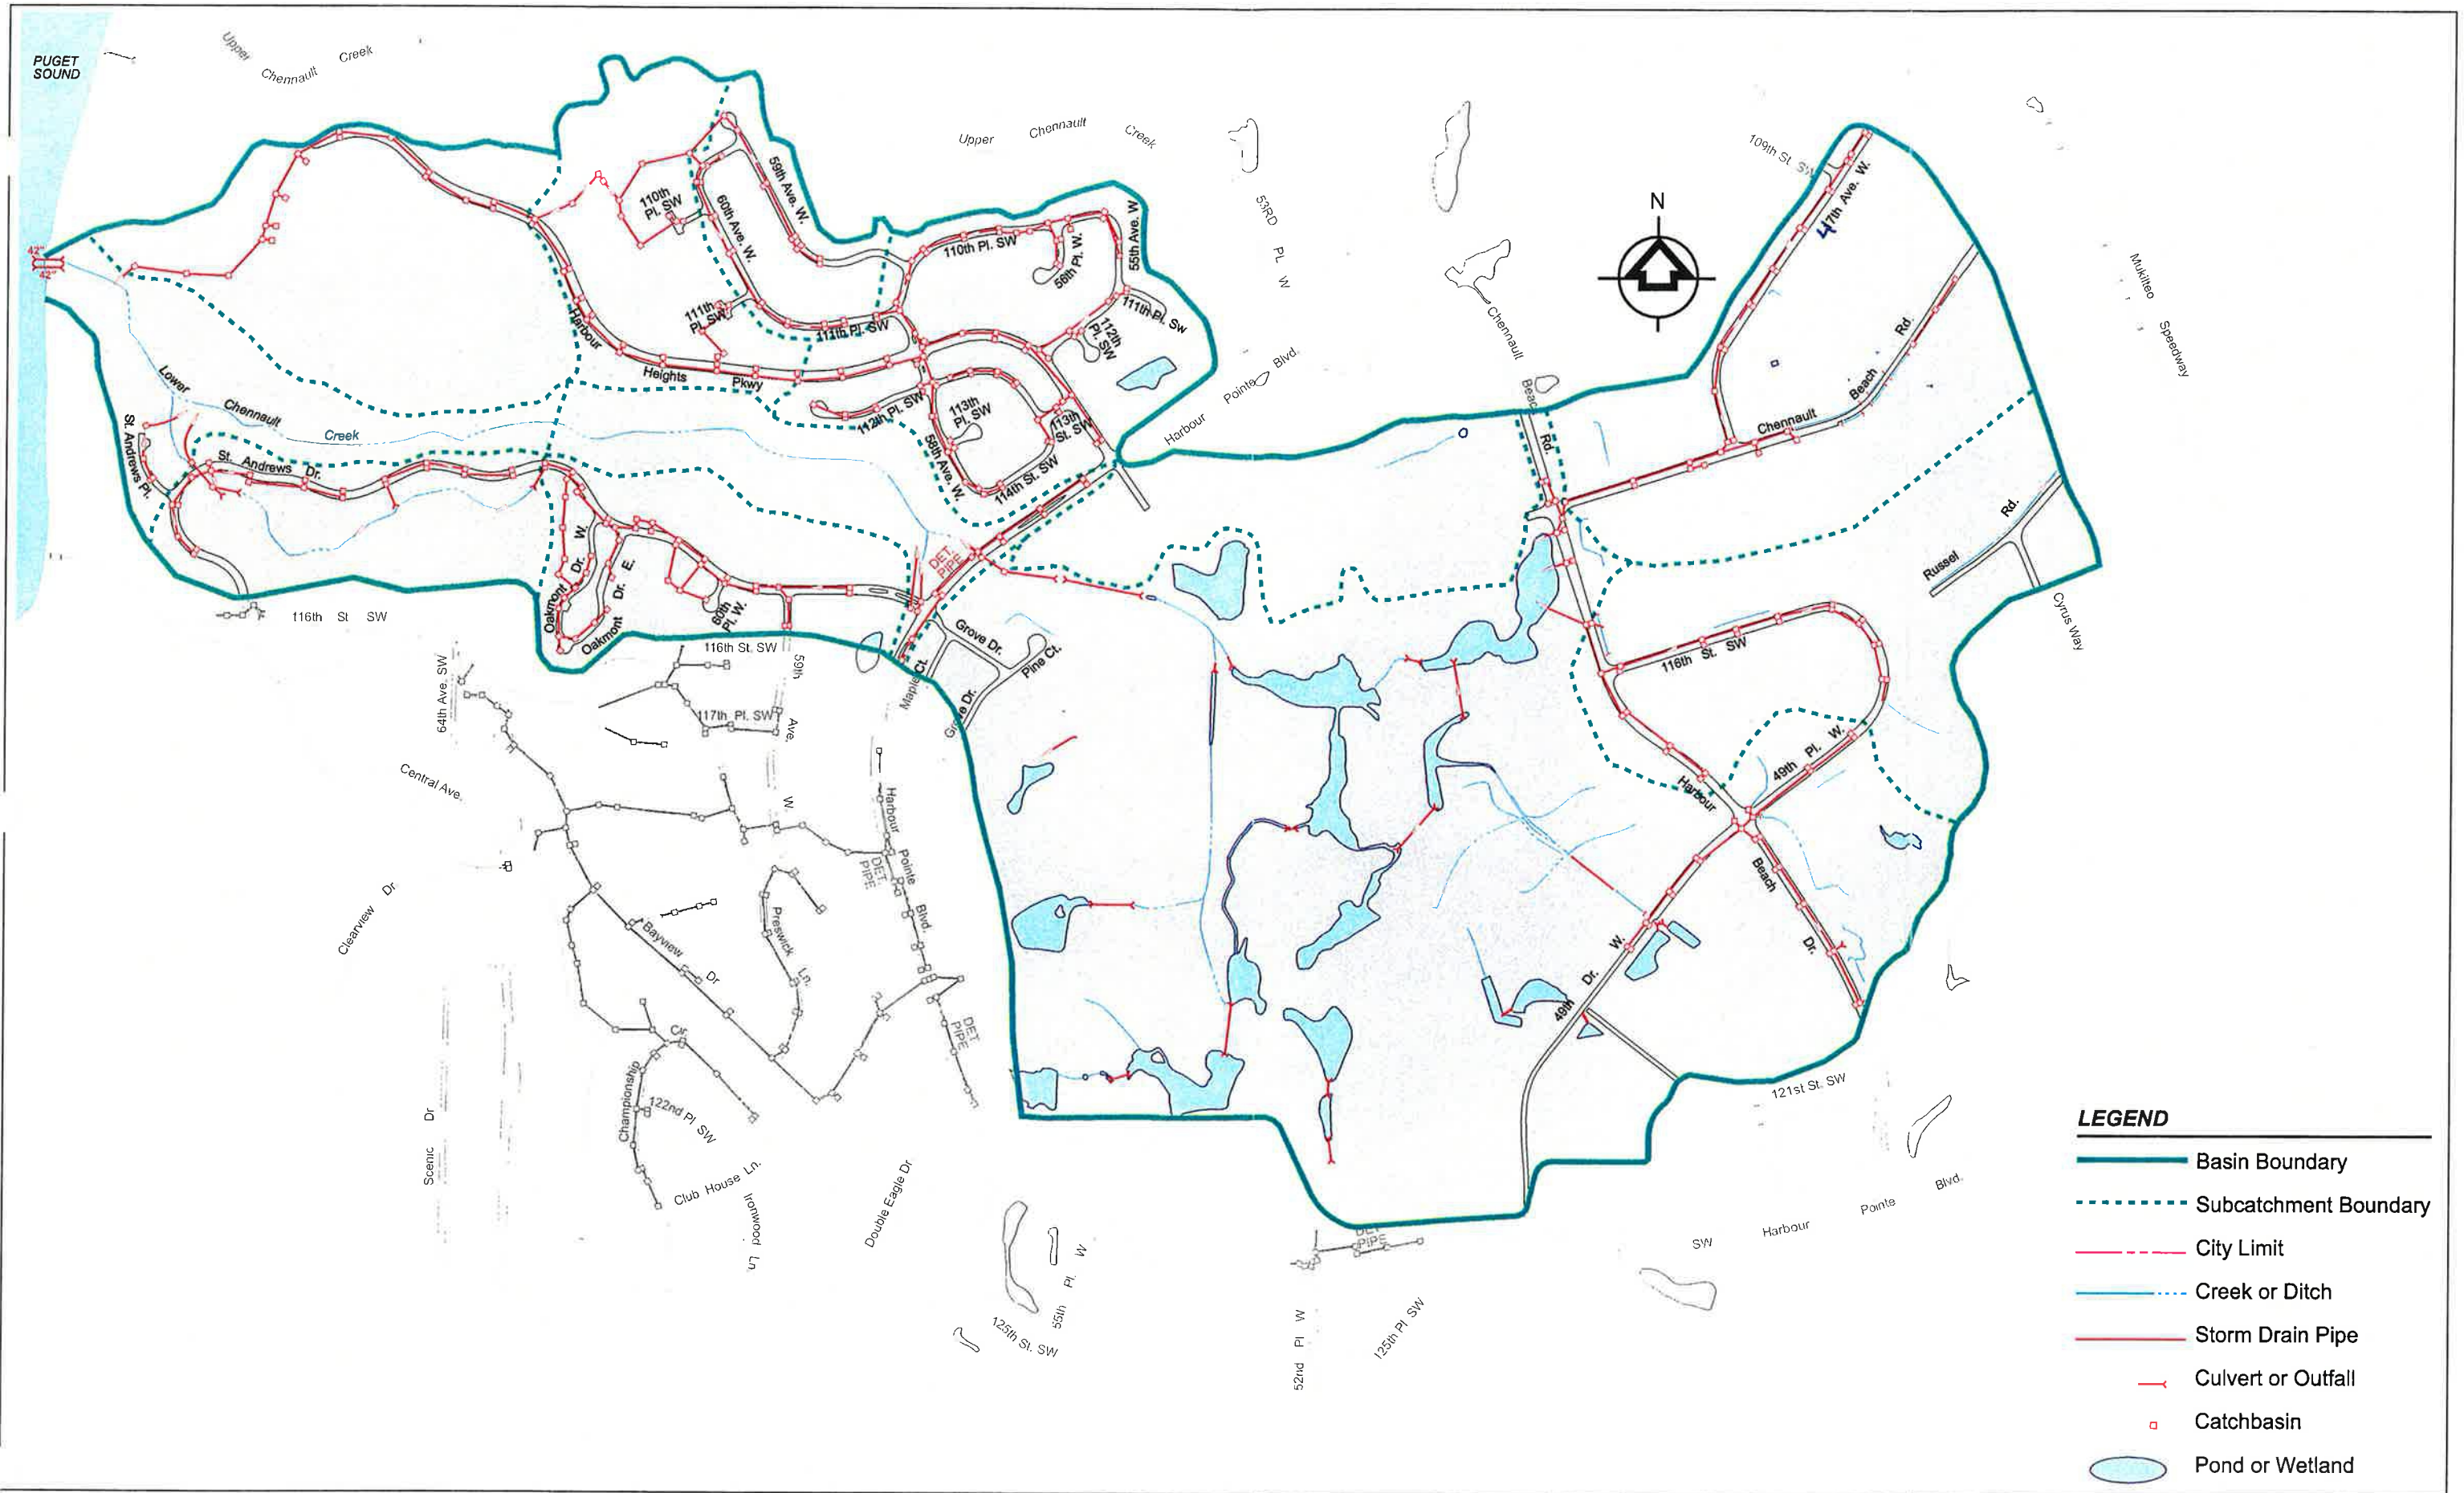 PUGET
SOUND
Upper
Chennault
Creek
Upper
Chennault
Creek
53RD
PL
W
109th St. SW
47th Ave. W.
Mukilteo
Speedway
N
42"
42"
59th Ave. W.
110th
Pl. SW
60th Ave. W.
110th Pl. SW
56th Pl. W.
55th Ave. W
111th Pl. Sw
112th
Pl. SW
111th
Pl. SW
111th Pl. SW
Harbour
Heights
Pkwy
Harbour
Pointe
Blvd.
Chennault
Beach
Rd.
Chennault
Beach
Rd.
Lower
Chennault
Creek
112th Pl. SW
113th
Pl. SW
113th
St. SW
58th Ave. W.
114th St. SW
St. Andrews Pl.
St. Andrews Dr.
Oakmont
Dr.
W.
Oakmont
Dr.
E.
60th
Pl. W.
DET.
PIPE
Russel
Rd.
Cyrus Way
116th St SW
116th St. SW
Grove Dr.
Pine Ct.
Maple Ct.
Grove Dr.
116th St. SW
49th Pl. W.
Harbour
Beach
Dr.
49th
Dr.
W.
121st St. SW
64th Ave. SW
59th
Ave.
W.
117th Pl. SW
Central Ave.
Harbour
Pointe
Blvd.
DET.
PIPE
Clearview Dr
Bayview
Dr
Preswick
Ln.
DET
PIPE
Cir.
Championship
122nd Pl SW
Scenic Dr
Club House Ln.
Ironwood Ln.
Double Eagle Dr
55th Pl. W
125th St. SW
DET
PIPE
52nd Pl W
125th Pl SW
SW
Harbour
Pointe
Blvd.
LEGEND
Basin Boundary
Subcatchment Boundary
City Limit
Creek or Ditch
Storm Drain Pipe
Culvert or Outfall
Catchbasin
Pond or Wetland